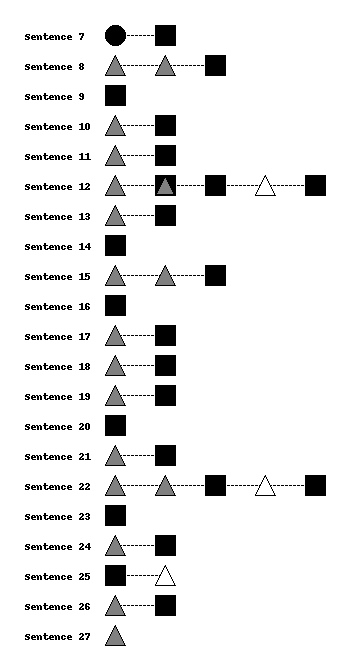 Sentence 7
Sentence 8
Sentence 9
Sentence 10
Sentence 11
Sentence 12
Sentence 13
Sentence 14
Sentence 15
Sentence 16
Sentence 17
Sentence 18
Sentence 19
Sentence 20
Sentence 21
Sentence 22
Sentence 23
Sentence 24
Sentence 25
Sentence 26
Sentence 27